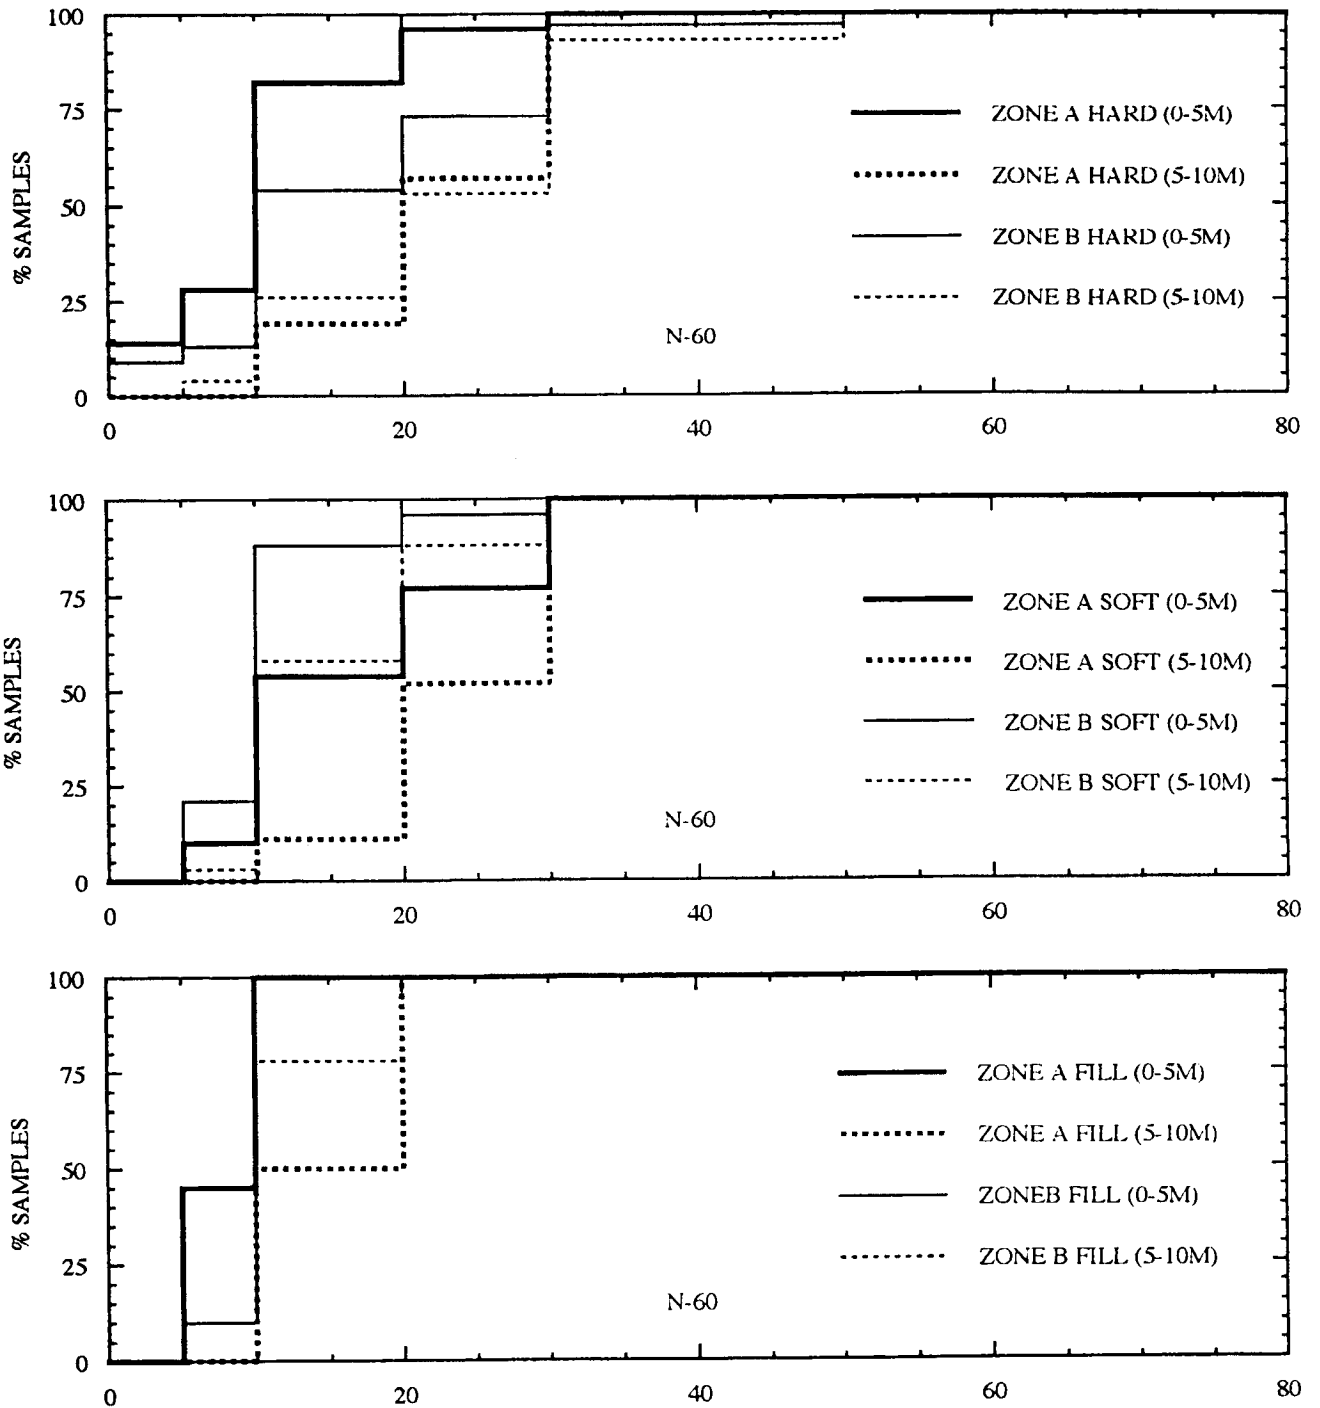 100
75
50
25
0
% SAMPLES
ZONE A HARD (0-5M)
ZONE A HARD (5-10M)
ZONE B HARD (0-5M)
ZONE B HARD (5-10M)
N-60
0 20 40 60 80
100
75
50
25
0
% SAMPLES
ZONE A SOFT (0-5M)
ZONE A SOFT (5-10M)
ZONE B SOFT (0-5M)
ZONE B SOFT (5-10M)
N-60
0 20 40 60 80
100
75
50
25
0
% SAMPLES
ZONE A FILL (0-5M)
ZONE A FILL (5-10M)
ZONEB FILL (0-5M)
ZONE B FILL (5-10M)
N-60
0 20 40 60 80